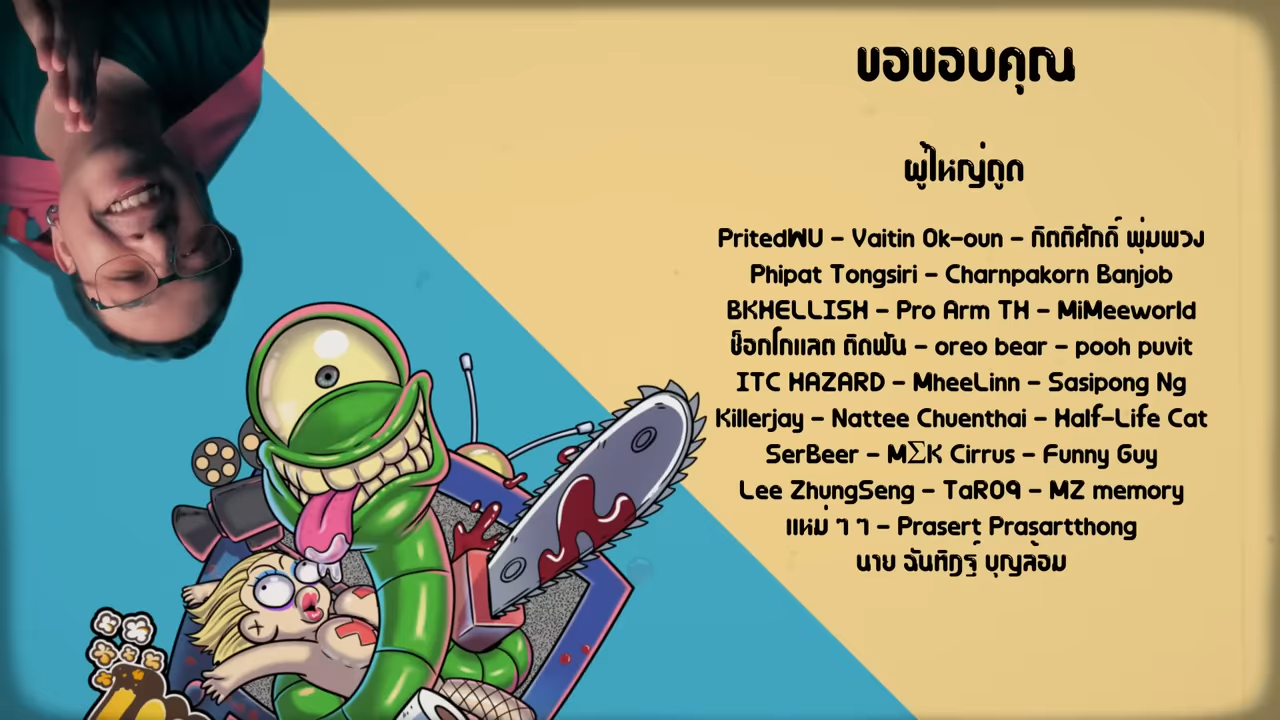 ขอขอบคุณ
ผู้ใหญ่ถูด
PritedWU - Vaitin Ok-oun - กิตติศักดิ์ พุ่มพวง
Phipat Tongsiri - Charnpakorn Banjob
BKHELLISH - Pro Arm TH - MiMeeworld
ช็อกโกแลต ติดฟัน - oreo bear - pooh puvit
ITC HAZARD - MheeLinn - Sasipong Ng
Killerjay - Nattee Chuenthai - Half-Life Cat
SerBeer - MΣK Cirrus - Funny Guy
Lee ZhungSeng - TaRO9 - MZ memory
แหม่ ๆ ๆ - Prasert Prasartthong
นาย ฉันทิฏฐ์ บุญล้อม